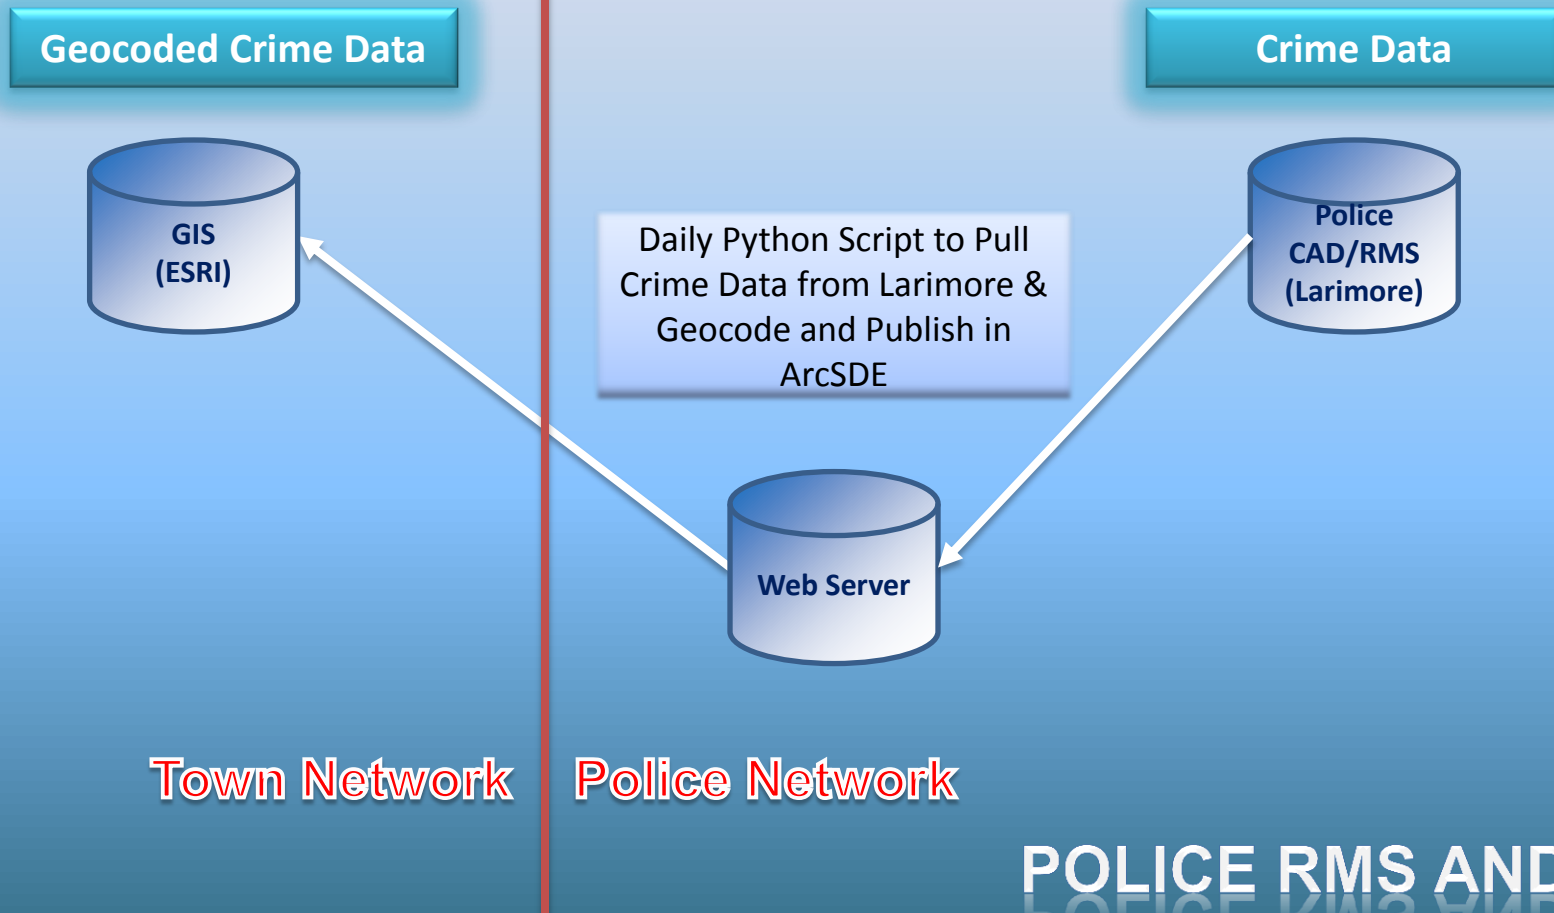 Geocoded Crime Data
Crime Data
GIS
(ESRI)
Daily Python Script to Pull
Crime Data from Larimore &
Geocode and Publish in
ArcSDE
Police
CAD/RMS
(Larimore)
Web Server
Town Network
Police Network
POLICE RMS AND